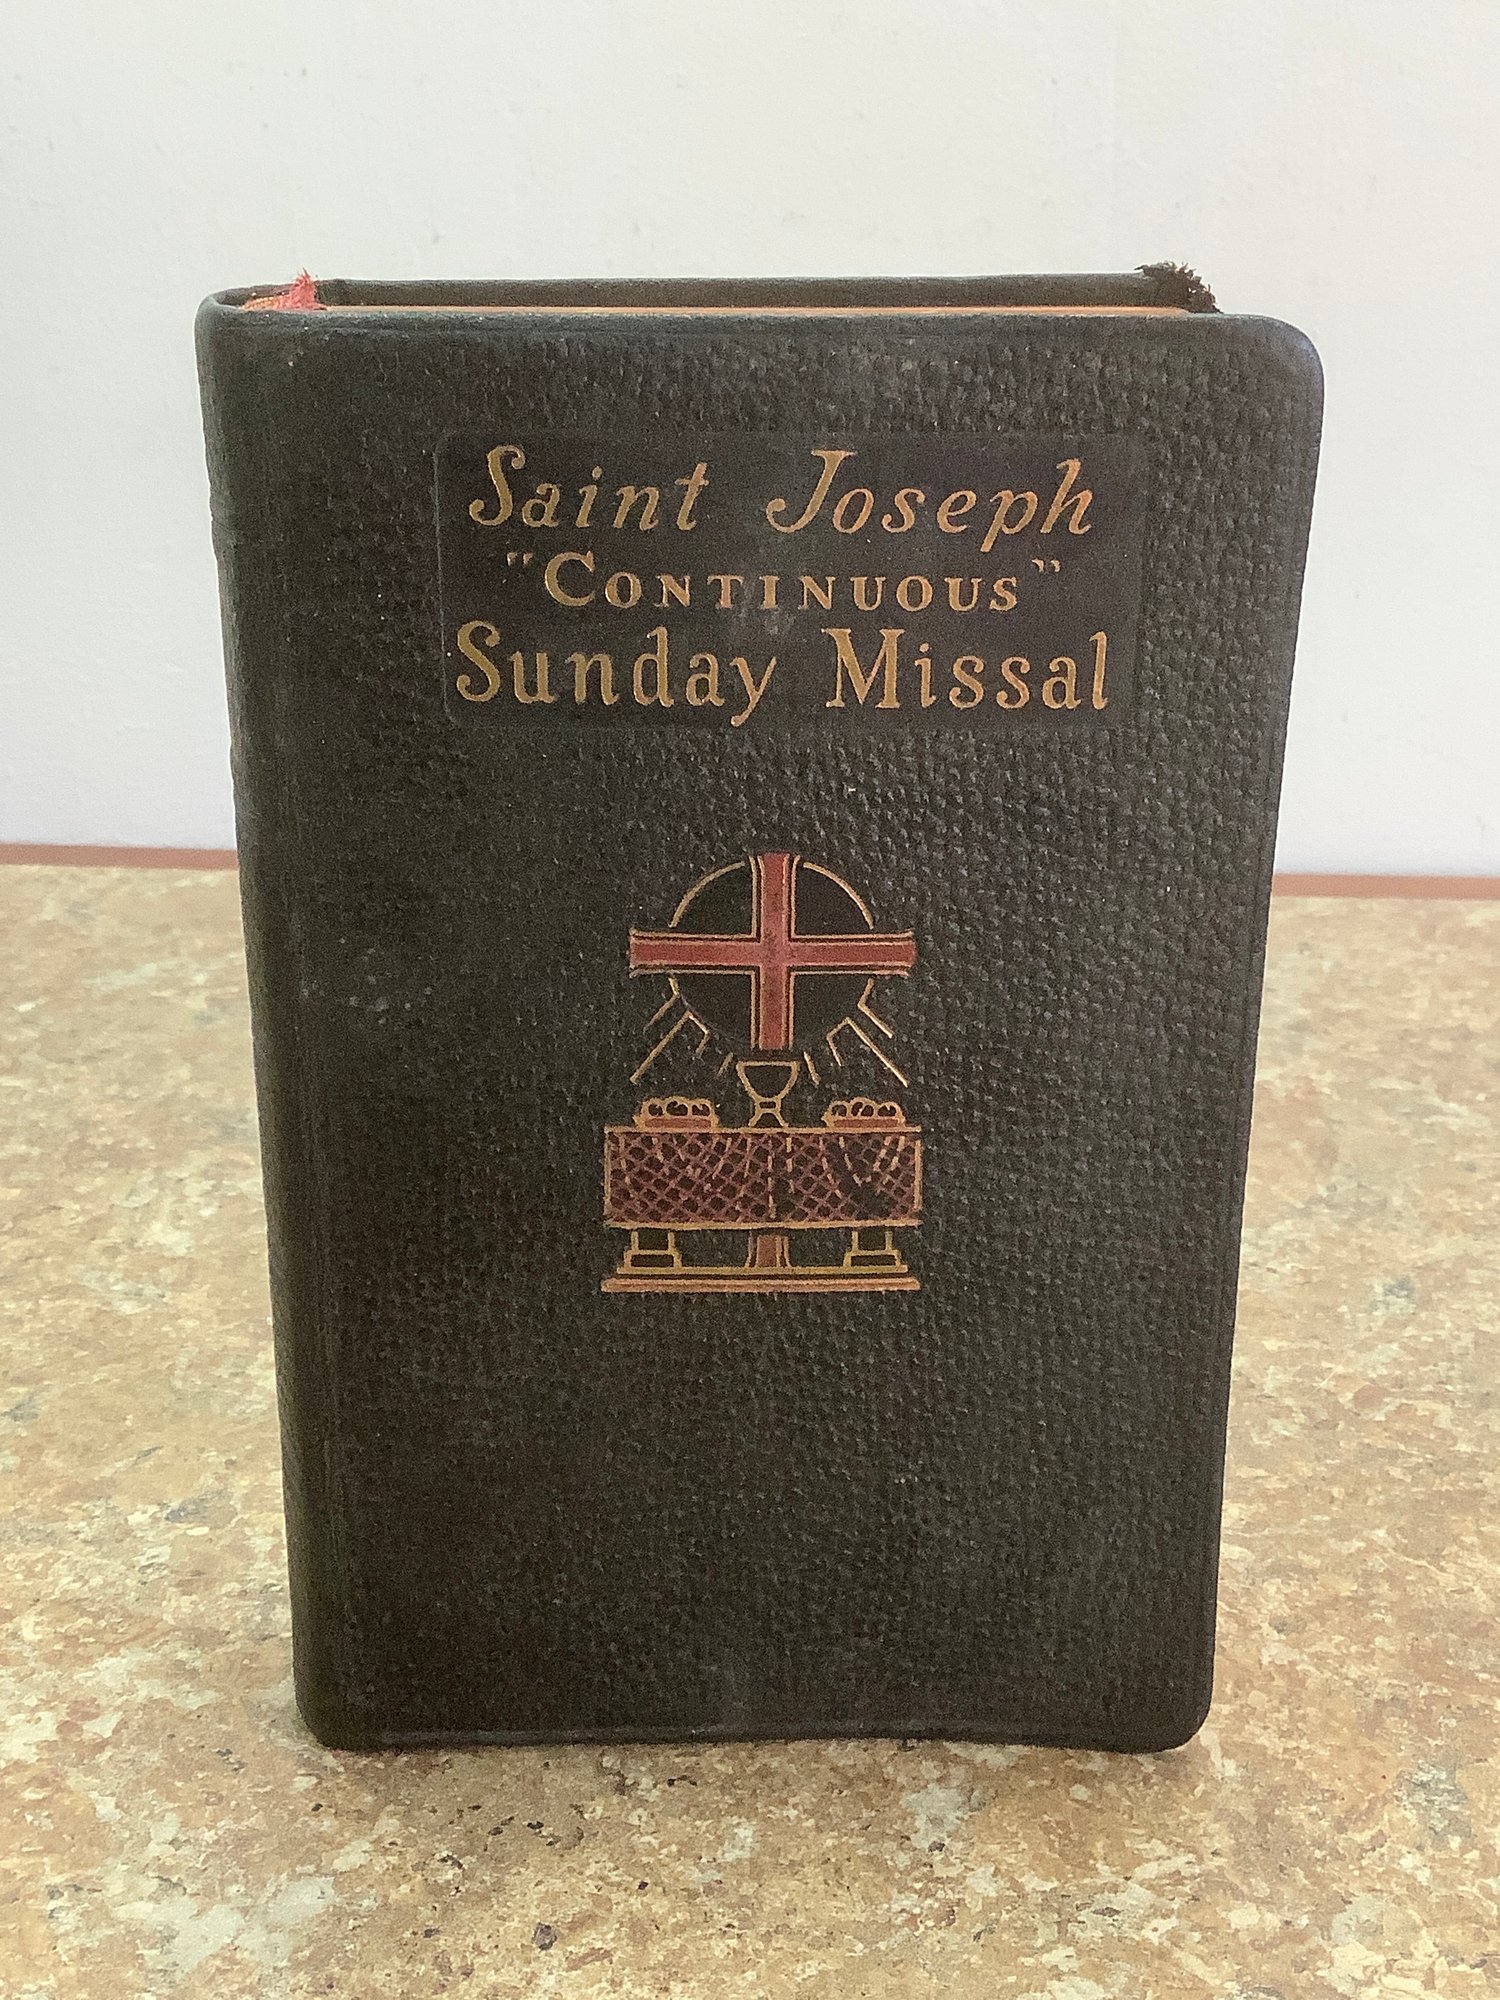 Saint Joseph
"CONTINUOUS"
Sunday Missal